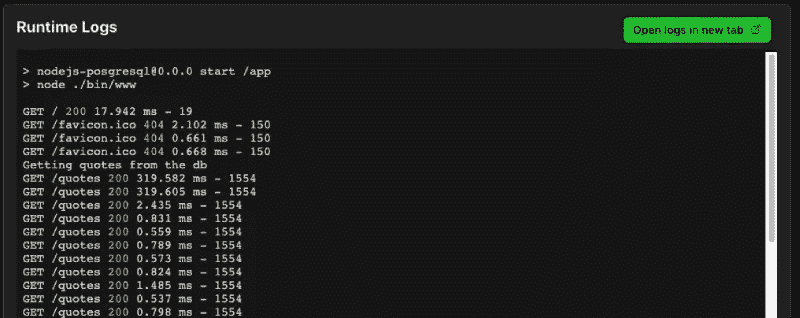 Runtime Logs
Open logs in new tab
> nodejs-posgresql@0.0.0 start /app
> node ./bin/www
GET / 200 17.942 ms - 19
GET /favicon.ico 404 2.102 ms - 150
GET /favicon.ico 404 0.661 ms - 150
GET /favicon.ico 404 0.668 ms - 150
Getting quotes from the db
GET /quotes 200 319.582 ms - 1554
GET /quotes 200 319.605 ms - 1554
GET /quotes 200 2.435 ms - 1554
GET /quotes 200 0.831 ms - 1554
GET /quotes 200 0.559 ms - 1554
GET /quotes 200 0.789 ms - 1554
GET /quotes 200 0.573 ms - 1554
GET /quotes 200 0.824 ms - 1554
GET /quotes 200 1.485 ms - 1554
GET /quotes 200 0.537 ms - 1554
GET /quotes 200 0.798 ms - 1554